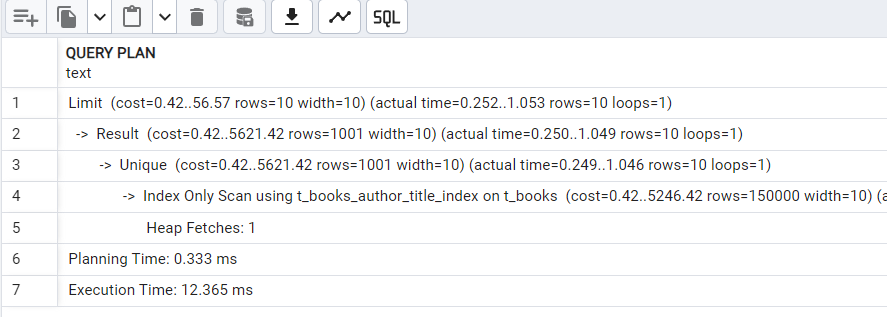 SQL
QUERY PLAN
text
1 Limit (cost=0.42..56.57 rows=10 width=10) (actual time=0.252..1.053 rows=10 loops=1)
2 -> Result (cost=0.42..5621.42 rows=1001 width=10) (actual time=0.250..1.049 rows=10 loops=1)
3 -> Unique (cost=0.42..5621.42 rows=1001 width=10) (actual time=0.249..1.046 rows=10 loops=1)
4 -> Index Only Scan using t_books_author_title_index on t_books (cost=0.42..5246.42 rows=150000 width=10) (a
5 Heap Fetches: 1
6 Planning Time: 0.333 ms
7 Execution Time: 12.365 ms